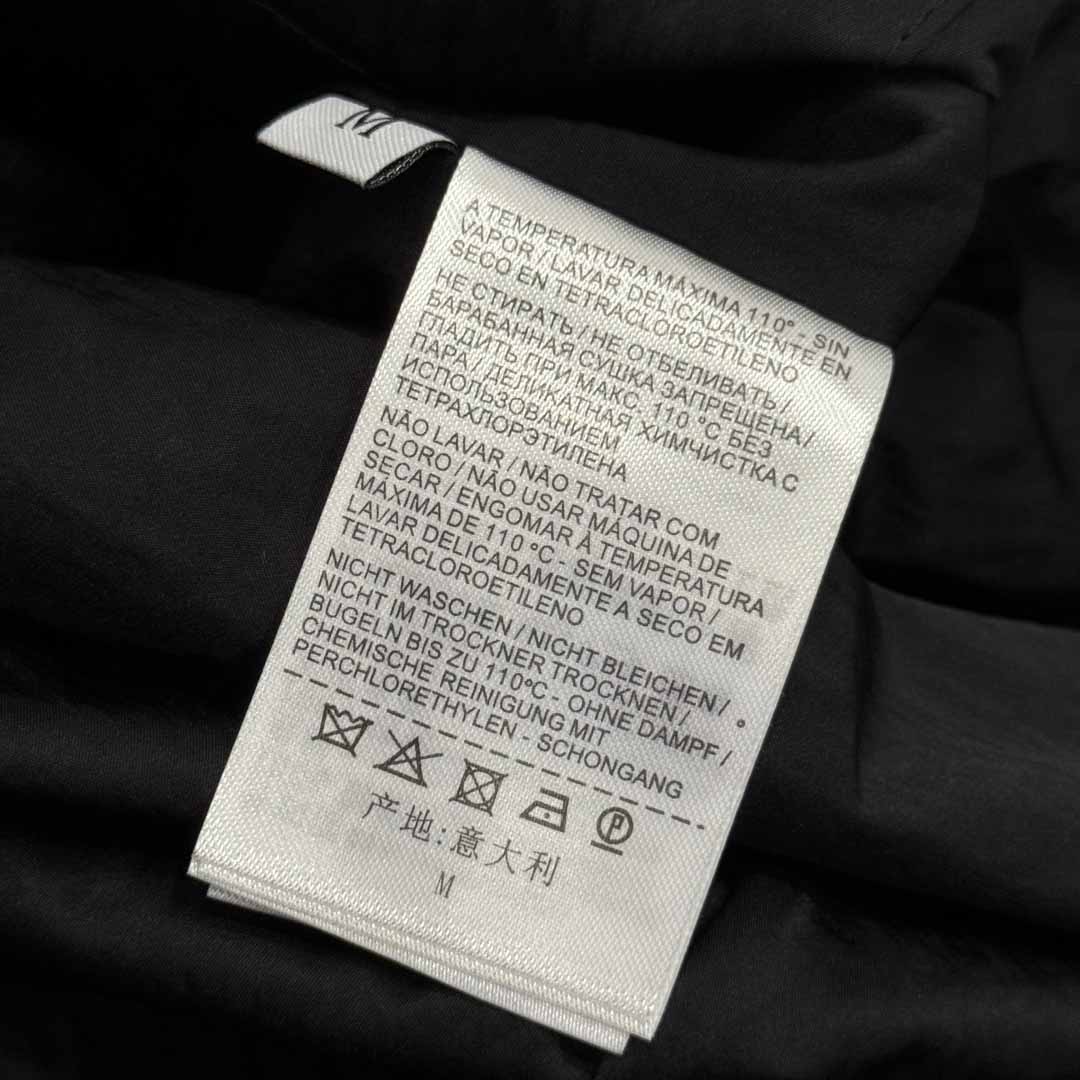 M
A TEMPERATURA MÁXIMA 110° - SIN
VAPOR / LAVAR DELICADAMENTE EN
SECO EN TETRACLOROETILENO
НЕ СТИРАТЬ / НЕ ОТБЕЛИВАТЬ /
БАРАБАННАЯ СУШКА ЗАПРЕЩЕНА /
ГЛАДИТЬ ПРИ МАКС. 110 °C БЕЗ
ПАРА / ДЕЛИКАТНАЯ ХИМЧИСТКА С
ИСПОЛЬЗОВАНИЕМ
ТЕТРАХЛОРЭТИЛЕНА
NÃO LAVAR / NÃO TRATAR COM
CLORO / NÃO USAR MÁQUINA DE
SECAR / ENGOMAR À TEMPERATURA
MÁXIMA DE 110 °C - SEM VAPOR /
LAVAR DELICADAMENTE A SECO EM
TETRACLOROETILENO
NICHT WASCHEN / NICHT BLEICHEN /
NICHT IM TROCKNER TROCKNEN /
BÜGELN BIS ZU 110°C - OHNE DAMPF /
CHEMISCHE REINIGUNG MIT
PERCHLORETHYLEN - SCHONGANG
P
产地:意大利
M